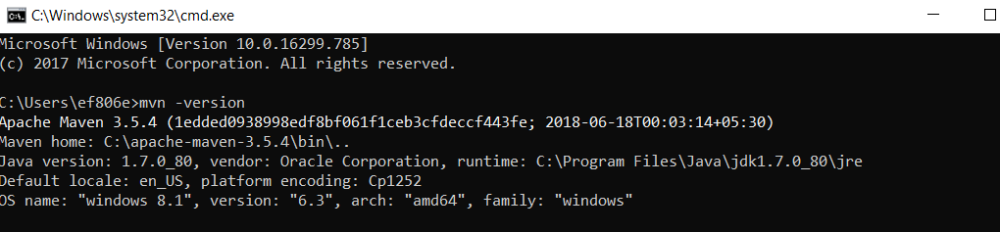 C:\Windows\system32\cmd.exe
Microsoft Windows [Version 10.0.16299.785]
(c) 2017 Microsoft Corporation. All rights reserved.
C:\Users\ef806e>mvn -version
Apache Maven 3.5.4 (1edded0938998edf8bf061f1ceb3cfdeccf443fe; 2018-06-18T00:03:14+05:30)
Maven home: C:\apache-maven-3.5.4\bin\..
Java version: 1.7.0_80, vendor: Oracle Corporation, runtime: C:\Program Files\Java\jdk1.7.0_80\jre
Default locale: en_US, platform encoding: Cp1252
OS name: "windows 8.1", version: "6.3", arch: "amd64", family: "windows"